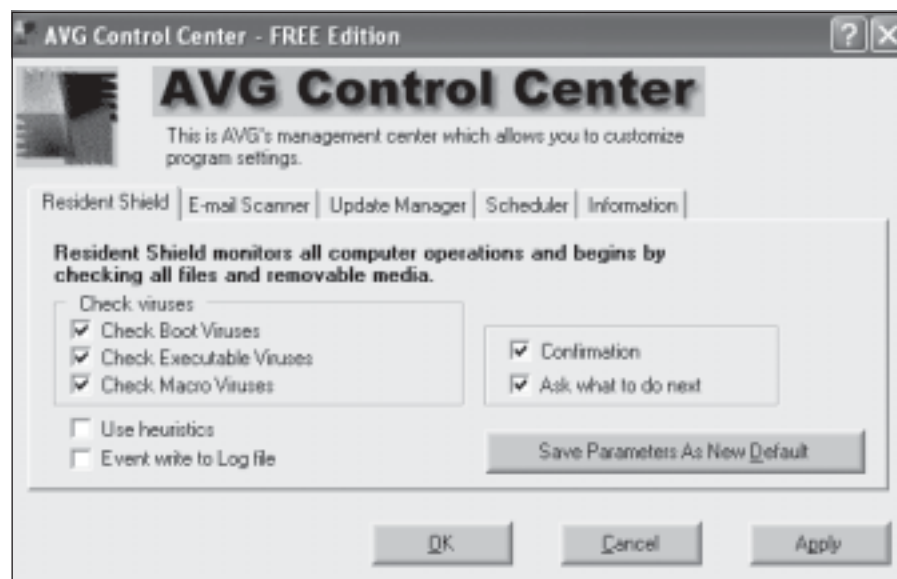 AVG Control Center - FREE Edition
AVG Control Center
This is AVG's management center which allows you to customize
program settings.
Resident Shield E-mail Scanner Update Manager Scheduler Information
Resident Shield monitors all computer operations and begins by
checking all files and removable media.
Check viruses
Check Boot Viruses
Check Executable Viruses
Check Macro Viruses
Confirmation
Ask what to do next
Use heuristics
Event write to Log file
Save Parameters As New Default
OK Cancel Apply